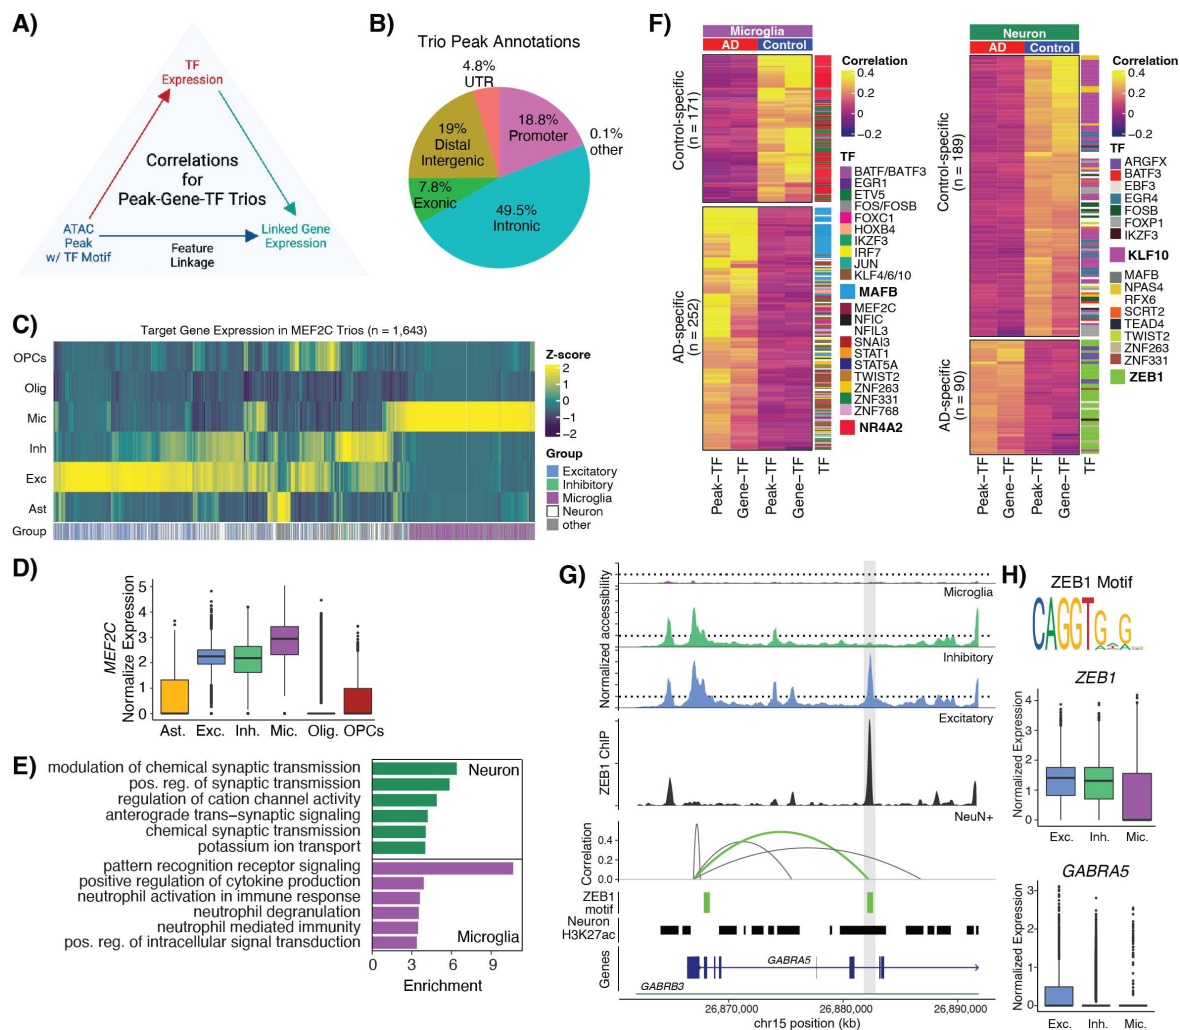 A)
TF
Expression
Correlations
for
Peak-Gene-TF Trios
ATAC
Peak
w/ TF Motif
Feature
Linkage
Linked Gene
Expression
B)
Trio Peak Annotations
4.8%
UTR
18.8%
Promoter
0.1%
other
19%
Distal
Intergenic
7.8%
Exonic
49.5%
Intronic
C)
Target Gene Expression in MEF2C Trios (n = 1,643)
OPCs
Olig
Mic
Inh
Exc
Ast
Group
Z-score
2
1
0
−1
−2
Group
Excitatory
Inhibitory
Microglia
Neuron
other
D)
MEF2C
Normalize Expression
5
4
3
2
1
0
Ast. Exc. Inh. Mic. Olig. OPCs
E)
modulation of chemical synaptic transmission
pos. reg. of synaptic transmission
regulation of cation channel activity
anterograde trans−synaptic signaling
chemical synaptic transmission
potassium ion transport
pattern recognition receptor signaling
positive regulation of cytokine production
neutrophil activation in immune response
neutrophil degranulation
neutrophil mediated immunity
pos. reg. of intracellular signal transduction
Neuron
Microglia
0 3 6 9
Enrichment
F)
Microglia
AD Control
Control-specific
(n = 171)
AD-specific
(n = 252)
Peak−TF
Gene−TF
Peak−TF
Gene−TF
TF
Correlation
0.4
0.2
0
−0.2
TF
BATF/BATF3
EGR1
ETV5
FOS/FOSB
FOXC1
HOXB4
IKZF3
IRF7
JUN
KLF4/6/10
MAFB
MEF2C
NFIC
NFIL3
SNAI3
STAT1
STAT5A
TWIST2
ZNF263
ZNF331
ZNF768
NR4A2
Neuron
AD Control
Control-specific
(n = 189)
AD-specific
(n = 90)
Peak−TF
Gene−TF
Peak−TF
Gene−TF
TF
Correlation
0.4
0.2
0
−0.2
TF
ARGFX
BATF3
EBF3
EGR4
FOSB
FOXP1
IKZF3
KLF10
MAFB
NPAS4
RFX6
SCRT2
TEAD4
TWIST2
ZNF263
ZNF331
ZEB1
G)
Normalized accessibility
Microglia
Inhibitory
Excitatory
ZEB1 ChIP
NeuN+
Correlation
0.4
0.2
0.0
ZEB1
motif
Neuron
H3K27ac
Genes
GABRA5
GABRB3
26,870,000 26,880,000 26,890,000
chr15 position (kb)
H)
ZEB1 Motif
CAGGTG G
ZEB1
Normalized Expression
4
3
2
1
0
Exc. Inh. Mic.
GABRA5
Normalized Expression
3
2
1
0
Exc. Inh. Mic.